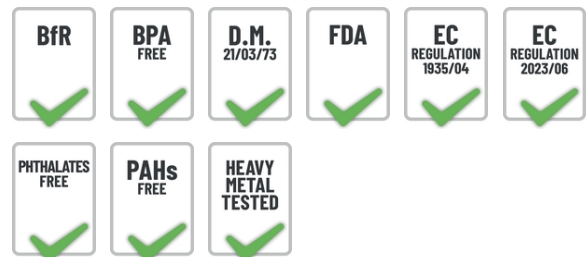 BfR
BPA
FREE
D.M.
21/03/73
FDA
EC
REGULATION
1935/04
EC
REGULATION
2023/06
PHTHALATES
FREE
PAHs
FREE
HEAVY
METAL
TESTED